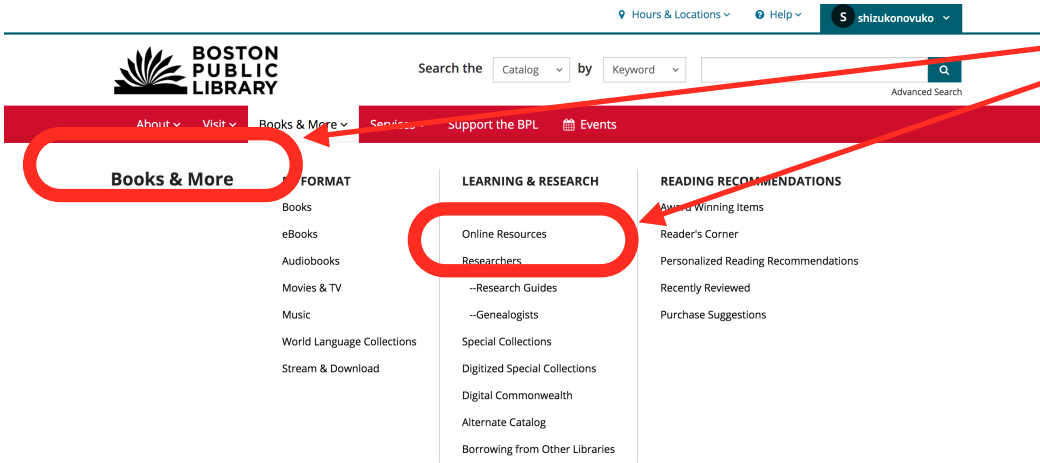 Hours & Locations
Help
S shizukonovuko
BOSTON
PUBLIC
LIBRARY
Search the Catalog by Keyword
Advanced Search
About Visit Books & More Services Support the BPL Events
Books & More
FORMAT
Books
eBooks
Audiobooks
Movies & TV
Music
World Language Collections
Stream & Download
LEARNING & RESEARCH
Online Resources
Researchers
--Research Guides
--Genealogists
Special Collections
Digitized Special Collections
Digital Commonwealth
Alternate Catalog
Borrowing from Other Libraries
READING RECOMMENDATIONS
Award Winning Items
Reader's Corner
Personalized Reading Recommendations
Recently Reviewed
Purchase Suggestions